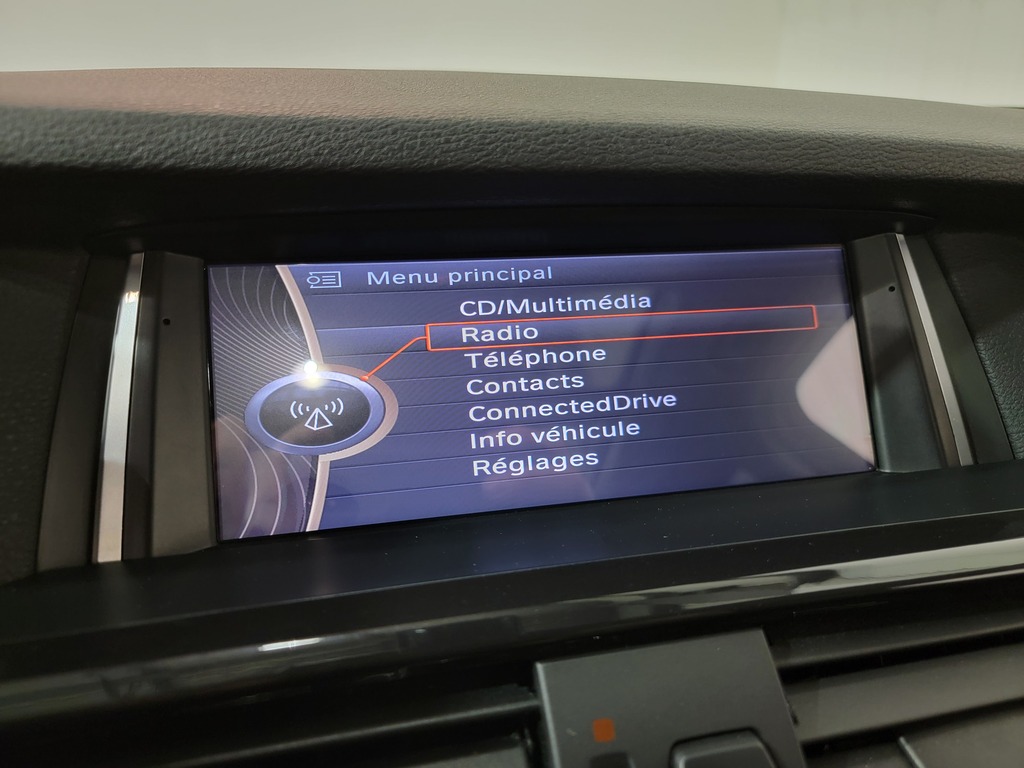 Menu principal
CD/Multimédia
Radio
Téléphone
Contacts
ConnectedDrive
Info véhicule
Réglages